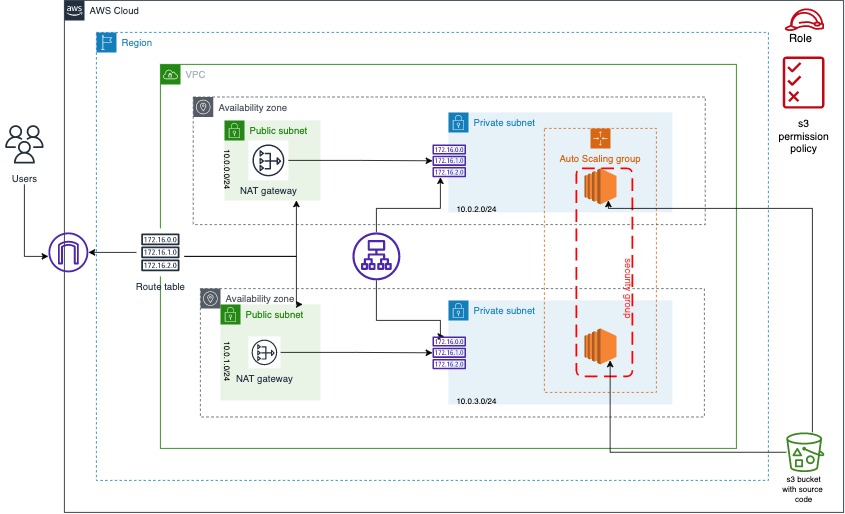 aws
AWS Cloud
Role
Region
VPC
s3
permission
policy
Availability zone
Public subnet
10.0.0.0/24
NAT gateway
Private subnet
172.16.0.0
172.16.1.0
172.16.2.0
Auto Scaling group
10.0.2.0/24
Users
172.16.0.0
172.16.1.0
172.16.2.0
Route table
security group
Availability zone
Public subnet
10.0.1.0/24
NAT gateway
Private subnet
172.16.0.0
172.16.1.0
172.16.2.0
10.0.3.0/24
s3 bucket
with source
code